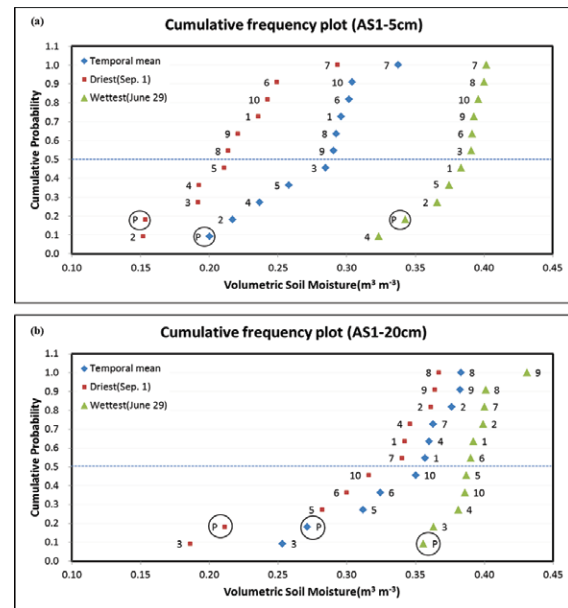 (a)
Cumulative frequency plot (AS1-5cm)
Cumulative Probability
1.1
1.0
0.9
0.8
0.7
0.6
0.5
0.4
0.3
0.2
0.1
0.0
Temporal mean
Driest(Sep. 1)
Wettest(June 29)
7 7 7
6 10 8
10 6 10
1 1 9
9 8 6
8 9 3
5 3 1
4 5 5
3 4 2
P 2 P
2 P 4
0.10 0.15 0.20 0.25 0.30 0.35 0.40 0.45
Volumetric Soil Moisture(m³ m⁻³)
(b)
Cumulative frequency plot (AS1-20cm)
Cumulative Probability
1.1
1.0
0.9
0.8
0.7
0.6
0.5
0.4
0.3
0.2
0.1
0.0
Temporal mean
Driest(Sep. 1)
Wettest(June 29)
8 8 9
9 9 8
2 2 7
4 7 2
1 4 1
7 1 6
10 10 5
6 6 10
5 5 4
P P 3
3 3 P
0.10 0.15 0.20 0.25 0.30 0.35 0.40 0.45
Volumetric Soil Moisture(m³ m⁻³)